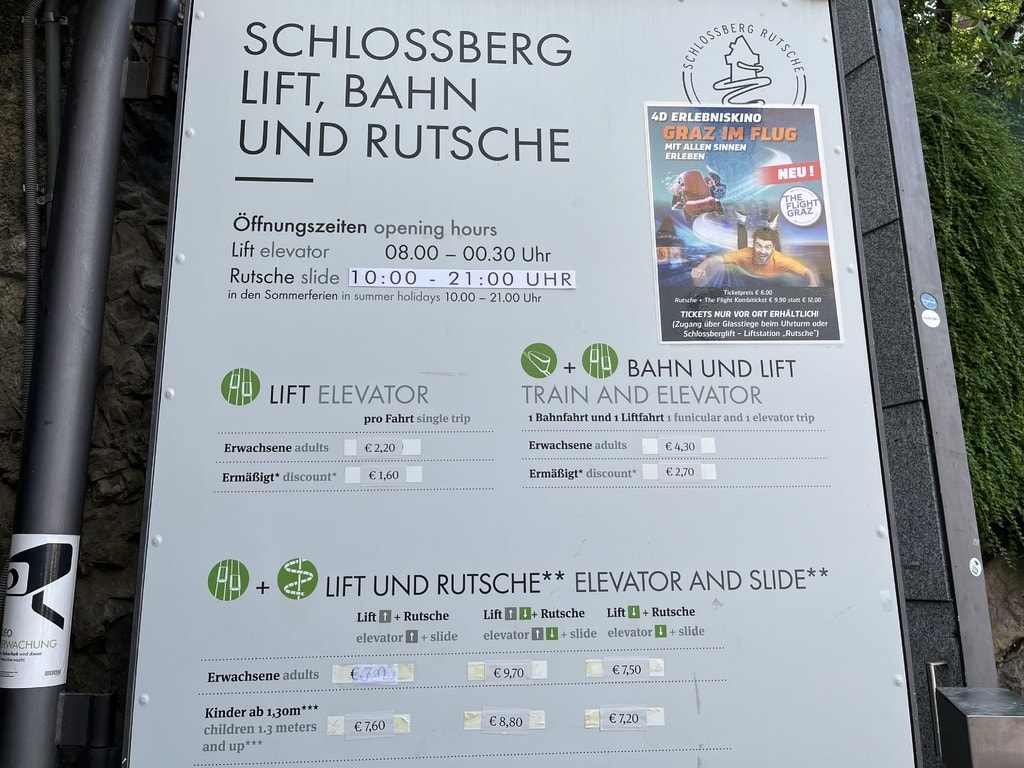 SCHLOSSBERG
LIFT, BAHN
UND RUTSCHE
SCHLOSSBERG RUTSCHE
4D ERLEBNISKINO
GRAZ IM FLUG
MIT ALLEN SINNEN
ERLEBEN
NEU!
THE
FLIGHT
GRAZ
Ticketpreis € 6.00
Rutsche + The Flight Kombiticket € 9.90 statt € 12,00
TICKETS NUR VOR ORT ERHÄLTLICH!
(Zugang über Glasstiege beim Uhrturm oder
Schlossberglift - Liftstation „Rutsche")
Öffnungszeiten opening hours
Lift elevator 08.00 – 00.30 Uhr
Rutsche slide 10:00 - 21:00 UHR
in den Sommerferien in summer holidays 10.00 – 21.00 Uhr
LIFT ELEVATOR
pro Fahrt single trip
Erwachsene adults € 2,20
Ermäßigt* discount* € 1,60
+ BAHN UND LIFT
TRAIN AND ELEVATOR
1 Bahnfahrt und 1 Liftfahrt 1 funicular and 1 elevator trip
Erwachsene adults € 4,30
Ermäßigt* discount* € 2,70
+ LIFT UND RUTSCHE** ELEVATOR AND SLIDE**
Lift ↑ + Rutsche Lift ↑ ↓ + Rutsche Lift ↓ + Rutsche
elevator ↑ + slide elevator ↑ ↓ + slide elevator ↓ + slide
Erwachsene adults € 9,70 € 7,50
Kinder ab 1,30m***
children 1.3 meters
and up*** € 7,60 € 8,80 € 7,20